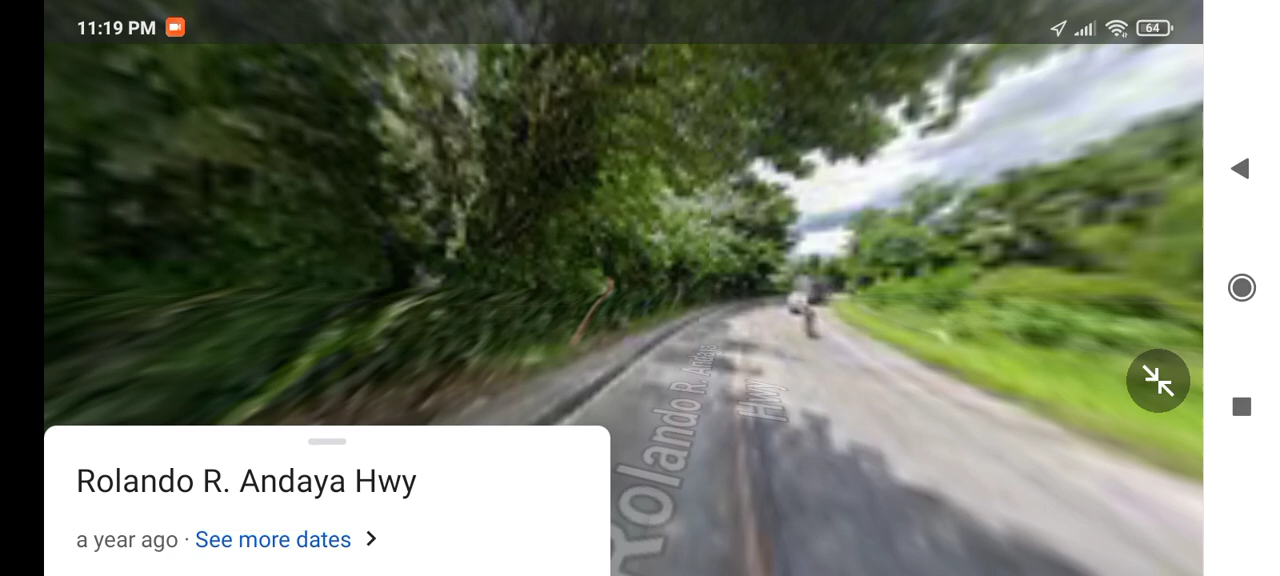 11:19 PM
64
Rolando R. Andaya
Hwy
Rolando R. Andaya Hwy
a year ago · See more dates